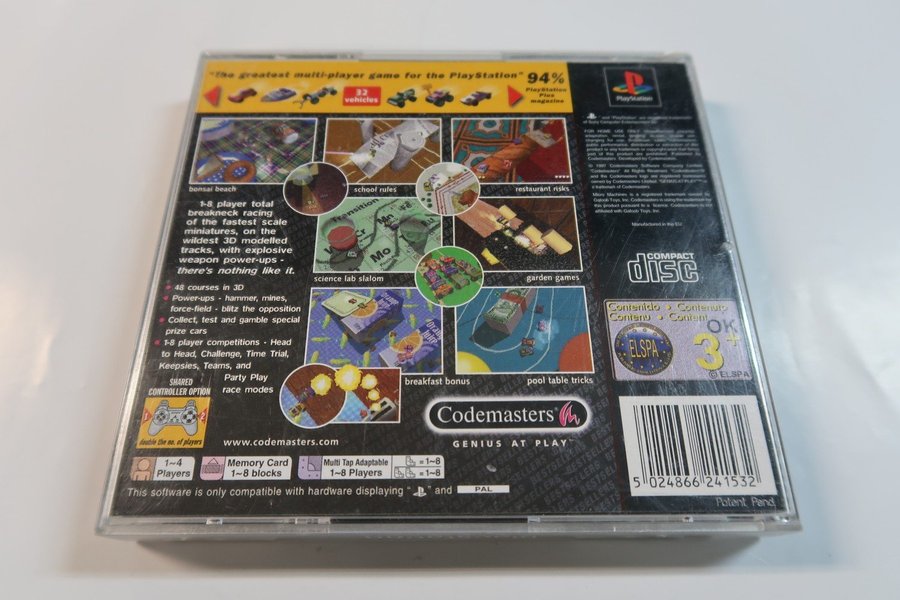 "The greatest multi-player game for the PlayStation" 94%
PlayStation
Plus
magazine
32
vehicles
PlayStation
bonsai beach
school rules
restaurant risks
1-8 player total
breakneck racing
of the fastest scale
miniatures, on the
wildest 3D modelled
tracks, with explosive
weapon power-ups -
there's nothing like it.
science lab slalom
garden games
• 48 courses in 3D
• Power-ups - hammer, mines,
force-field - blitz the opposition
• Collect, test and gamble special
prize cars
• 1-8 player competitions - Head
to Head, Challenge, Time Trial,
Keepsies, Teams, and
Party Play
race modes
breakfast bonus
pool table tricks
SHARED
CONTROLLER OPTION
double the no. of players
www.codemasters.com
Codemasters
GENIUS AT PLAY™
1~4
Players
Memory Card
1~8 blocks
Multi Tap Adaptable
1~8 Players
= 1~8
= 1~8
This software is only compatible with hardware displaying " " and PAL
Manufactured in the EU
COMPACT
disc
Contenido • Contenuto
Contenu • Content
OK
ELSPA
3+
© ELSPA
5 024866 241532
Patent Pend